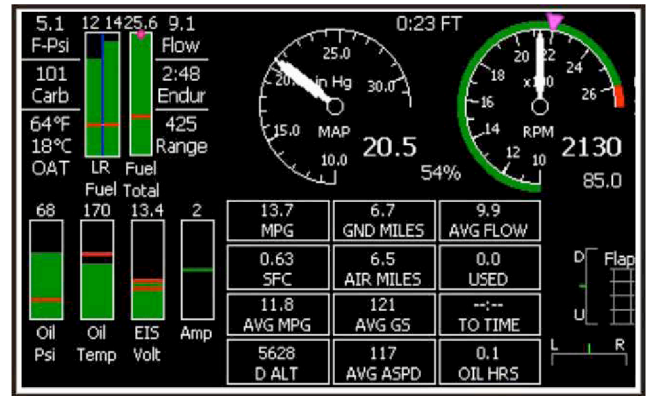 5.1 12 14 25.6 9.1
F-Psi Flow
101 2:48
Carb Endur
64°F 425
18°C Range
OAT LR Fuel
Fuel Total
0:23 FT
25.0
20.0 in Hg 30.0
15.0 MAP
10.0
20.5
54%
20 22
18 24
x100
16 26
14 RPM
12 10
2130
85.0
68 170 13.4 2
Oil Oil EIS Amp
Psi Temp Volt
13.7 6.7 9.9
MPG GND MILES AVG FLOW
0.63 6.5 0.0
SFC AIR MILES USED
11.8 121 --:--
AVG MPG AVG GS TO TIME
5628 117 0.1
D ALT AVG ASPD OIL HRS
D Flap
U
L R